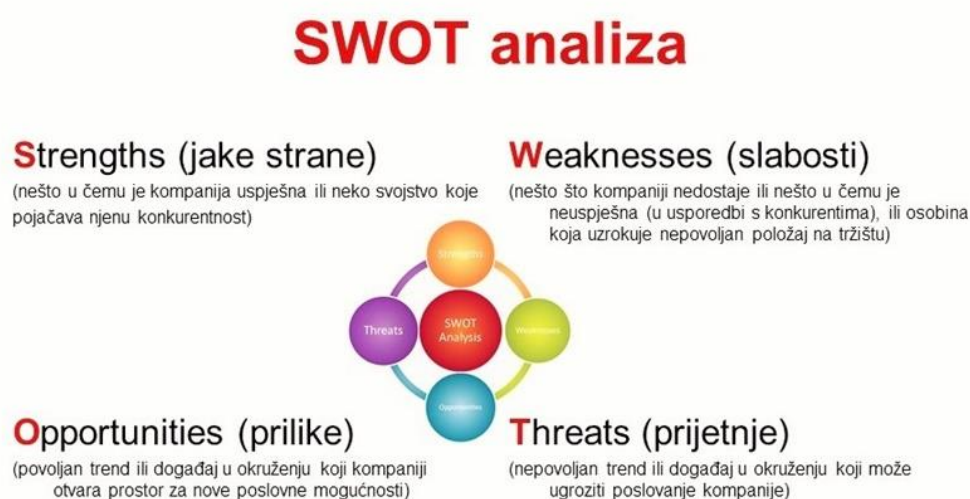 SWOT analiza
Strengths (jake strane)
(nešto u čemu je kompanija uspješna ili neko svojstvo koje
pojačava njenu konkurentnost)
Weaknesses (slabosti)
(nešto što kompaniji nedostaje ili nešto u čemu je
neuspješna (u usporedbi s konkurentima), ili osobina
koja uzrokuje nepovoljan položaj na tržištu)
Strengths
Threats
SWOT
Analysis
Weaknesses
Opportunities
Opportunities (prilike)
(povoljan trend ili događaj u okruženju koji kompaniji
otvara prostor za nove poslovne mogućnosti)
Threats (prijetnje)
(nepovoljan trend ili događaj u okruženju koji može
ugroziti poslovanje kompanije)